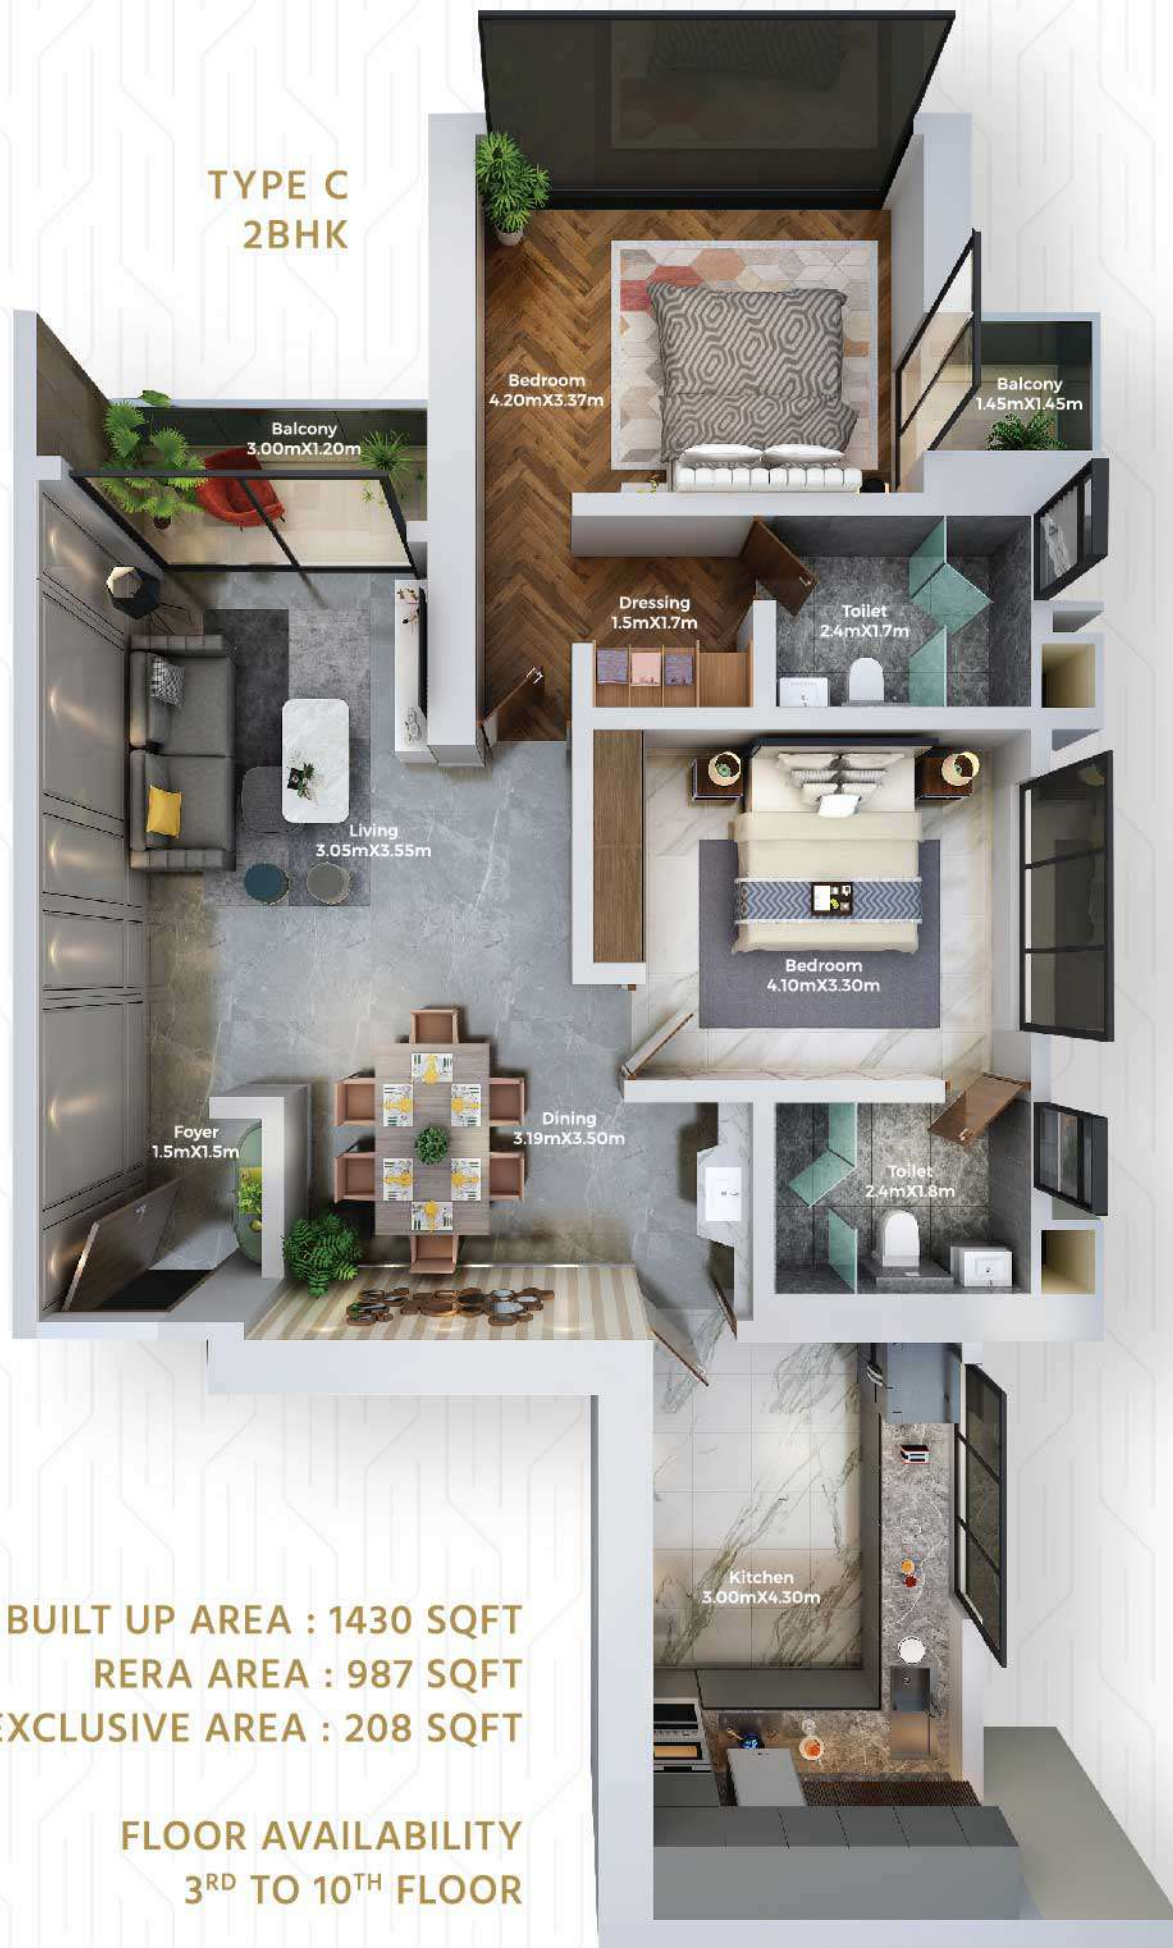 TYPE C
2BHK
Bedroom
4.20mX3.37m
Balcony
1.45mX1.45m
Balcony
3.00mX1.20m
Dressing
1.5mX1.7m
Toilet
2.4mX1.7m
Living
3.05mX3.55m
Bedroom
4.10mX3.30m
Foyer
1.5mX1.5m
Dining
3.19mX3.50m
Toilet
2.4mX1.8m
Kitchen
3.00mX4.30m
BUILT UP AREA : 1430 SQFT
RERA AREA : 987 SQFT
EXCLUSIVE AREA : 208 SQFT
FLOOR AVAILABILITY
3RD TO 10TH FLOOR